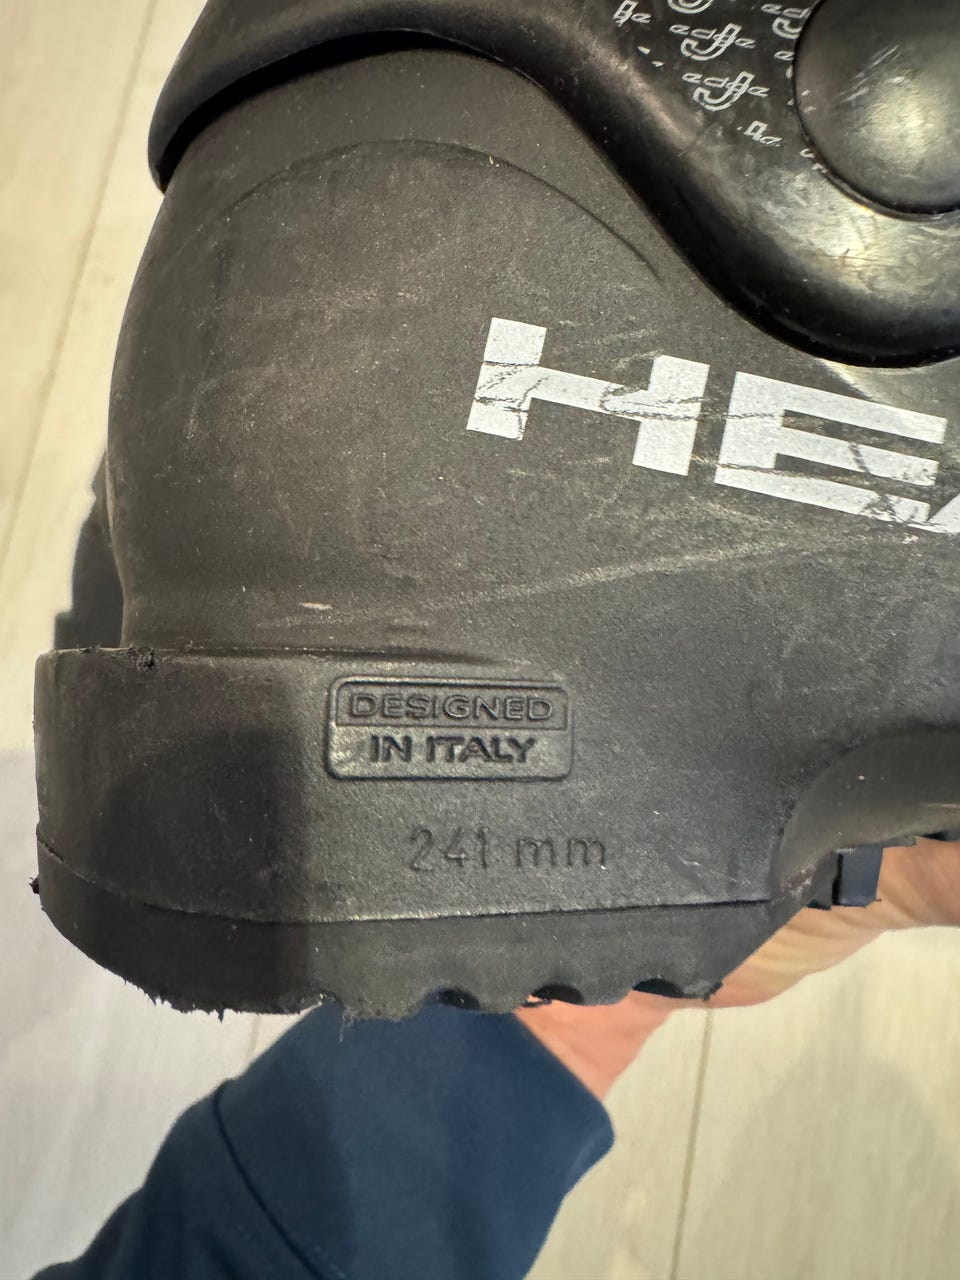 HEA
DESIGNED
IN ITALY
241 mm